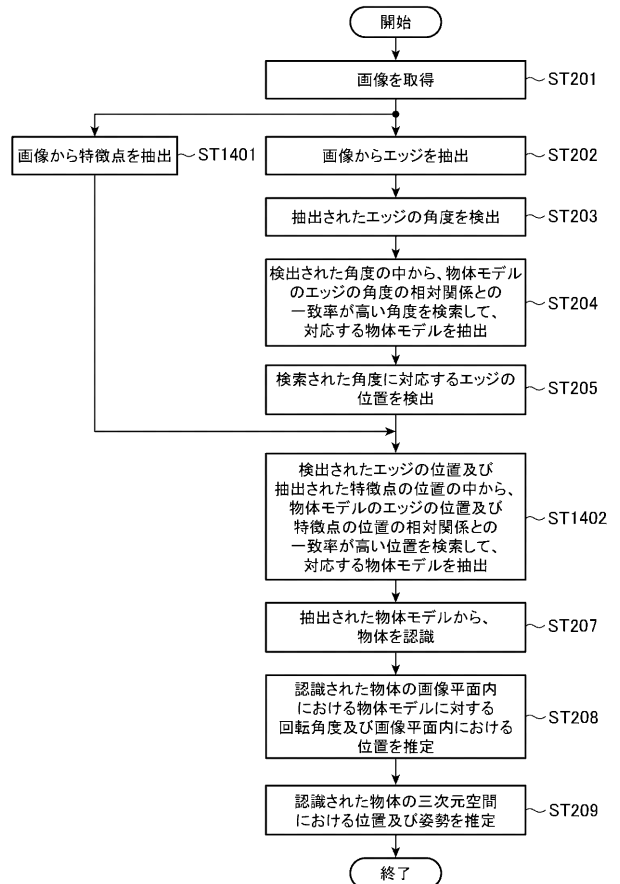 開始
画像を取得
ST201
画像から特徴点を抽出
ST1401
画像からエッジを抽出
ST202
抽出されたエッジの角度を検出
ST203
検出された角度の中から、物体モデル
のエッジの角度の相対関係との
一致率が高い角度を検索して、
対応する物体モデルを抽出
ST204
検索された角度に対応するエッジの
位置を検出
ST205
検出されたエッジの位置及び
抽出された特徴点の位置の中から、
物体モデルのエッジの位置及び
特徴点の位置の相対関係との
一致率が高い位置を検索して、
対応する物体モデルを抽出
ST1402
抽出された物体モデルから、
物体を認識
ST207
認識された物体の画像平面内
における物体モデルに対する
回転角度及び画像平面内における
位置を推定
ST208
認識された物体の三次元空間
における位置及び姿勢を推定
ST209
終了